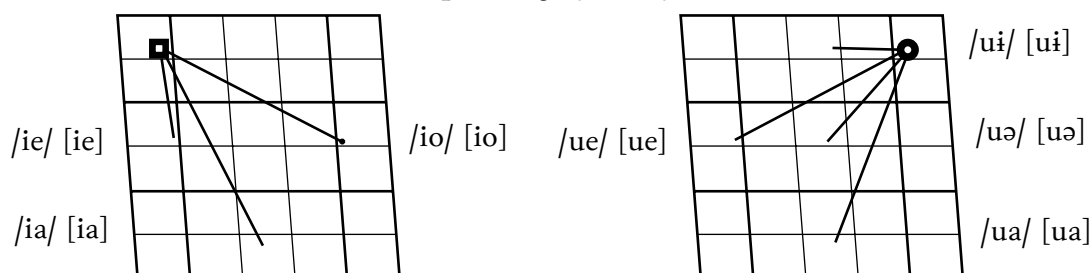 /uɨ/ [uɨ]
/ie/ [ie]
/io/ [io]
/ue/ [ue]
/uə/ [uə]
/ia/ [ia]
/ua/ [ua]